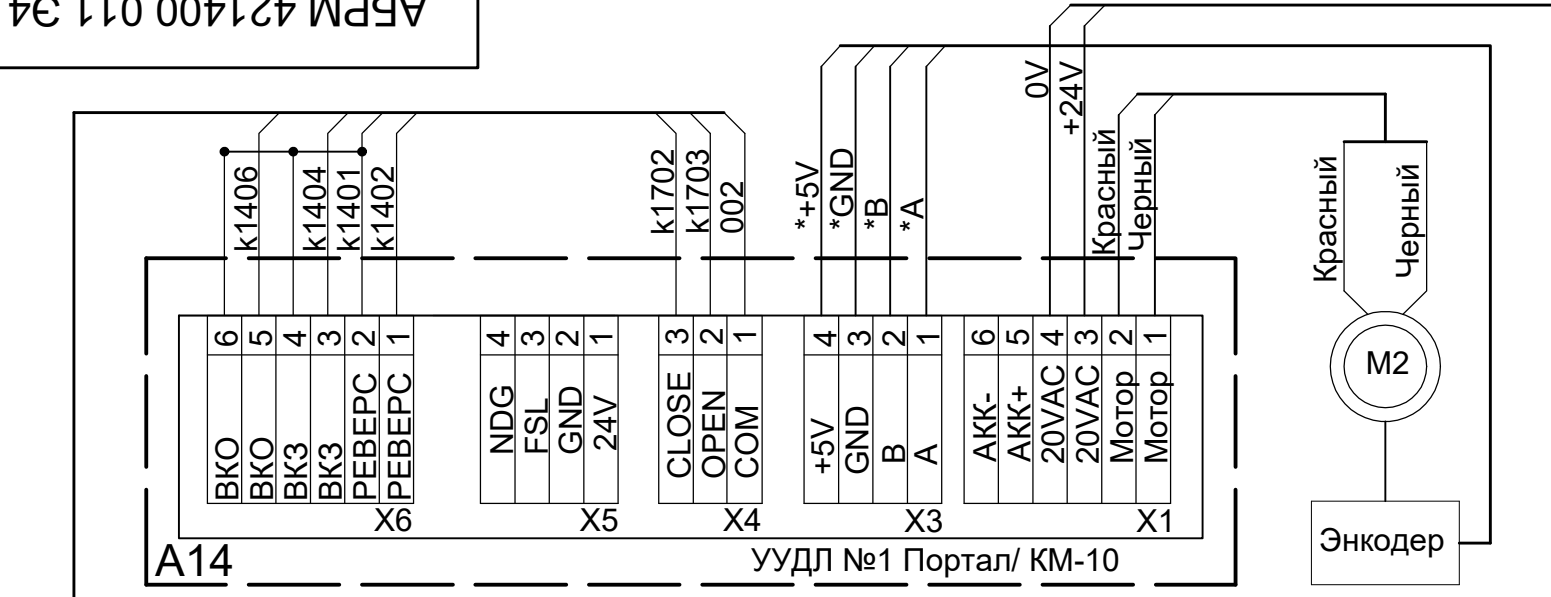 АБРМ 421400 011 Э4
k1406
k1404
k1401
k1402
k1702
k1703
002
*+5V
*GND
*B
*A
0V
+24V
Красный
Черный
Красный
Черный
6
5
4
3
2
1
ВКО
ВКО
ВКЗ
ВКЗ
РЕВЕРС
РЕВЕРС
X6
4
3
2
1
NDG
FSL
GND
24V
X5
3
2
1
CLOSE
OPEN
COM
X4
4
3
2
1
+5V
GND
B
A
X3
6
5
4
3
2
1
АКК-
АКК+
20VAC
20VAC
Мотор
Мотор
X1
М2
Энкодер
А14
УУДЛ №1 Портал/ КМ-10